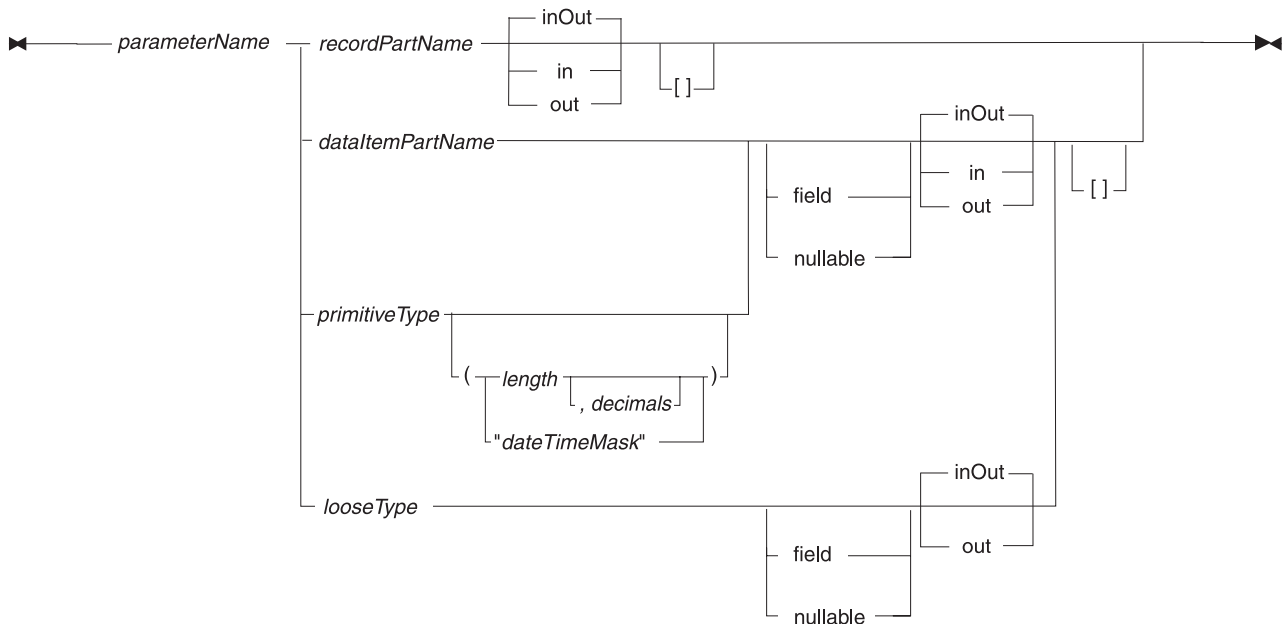 inOut
parameterName recordPartName
in
[ ]
out
inOut
dataItemPartName
in
field
[ ]
out
nullable
primitiveType
( length )
, decimals
"dateTimeMask"
inOut
looseType
field
out
nullable